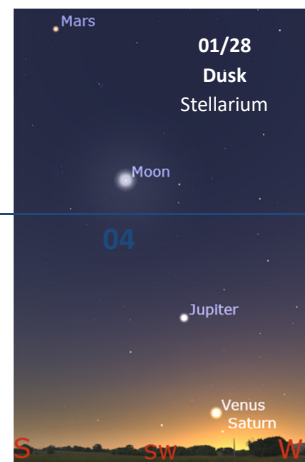 Mars
01/28
Dusk
Stellarium
Moon
04
Jupiter
Venus
Saturn
S
SW
W